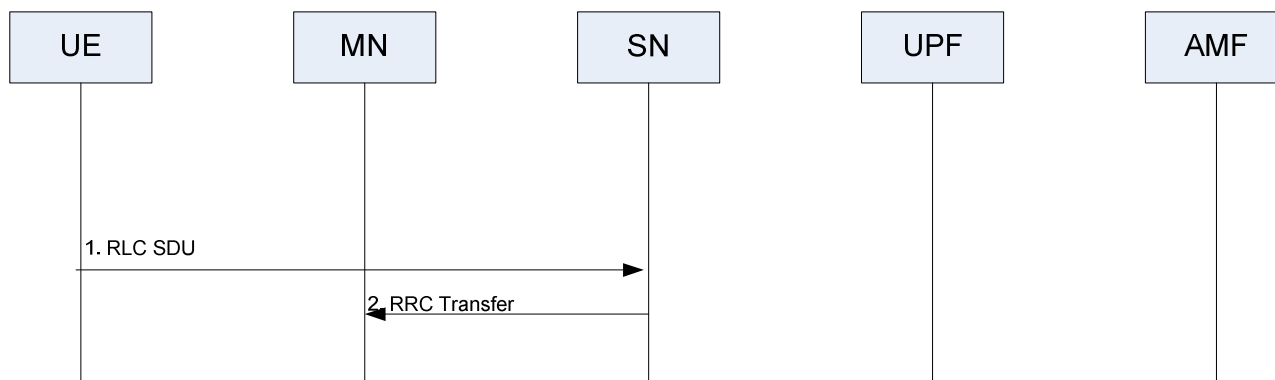 UE
MN
SN
UPF
AMF
1. RLC SDU
2. RRC Transfer